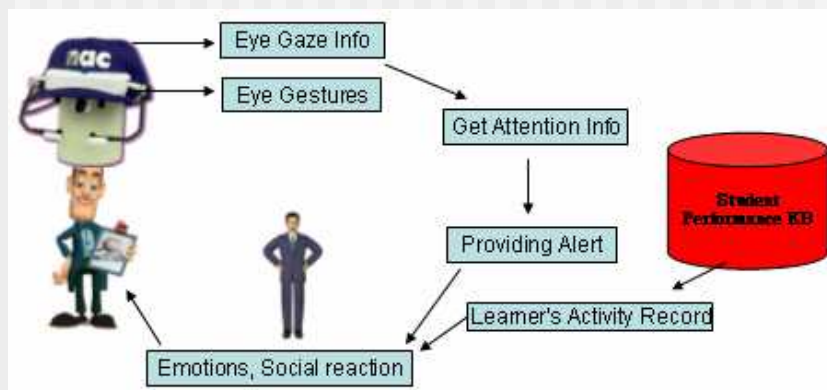 nac
Eye Gaze Info
Eye Gestures
Get Attention Info
Student
Performance KB
Providing Alert
Learner's Activity Record
Emotions, Social reaction